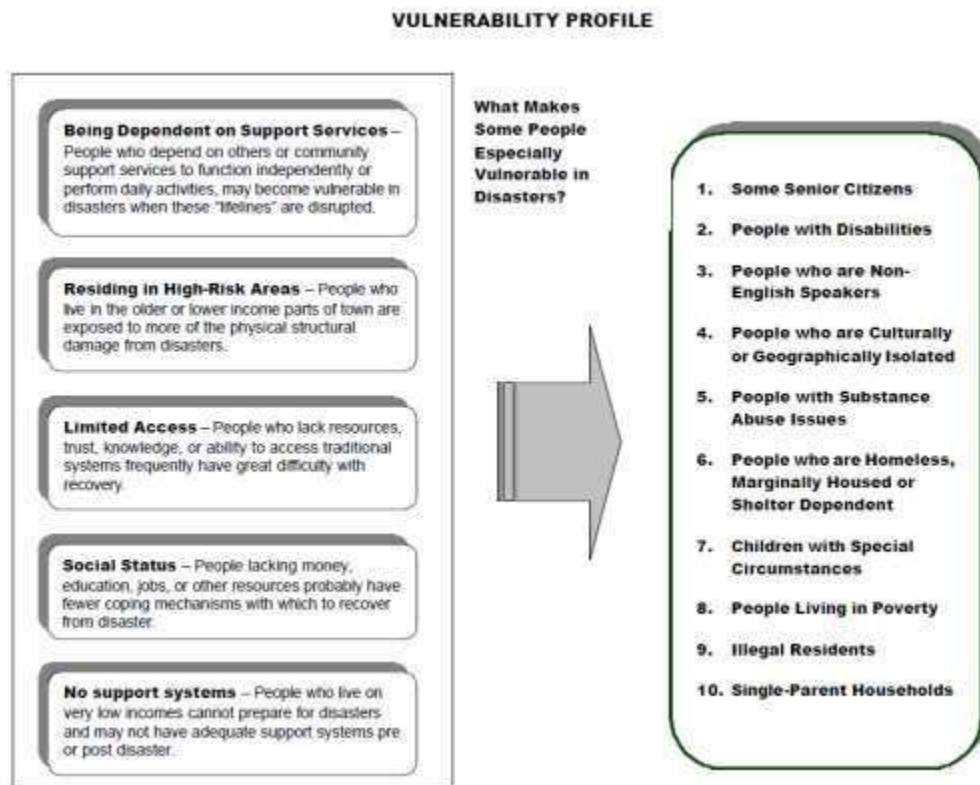 VULNERABILITY PROFILE
Being Dependent on Support Services –
People who depend on others or community
support services to function independently or
perform daily activities, may become vulnerable in
disasters when these "lifelines" are disrupted.
Residing in High-Risk Areas – People who
live in the older or lower income parts of town are
exposed to more of the physical structural
damage from disasters.
Limited Access – People who lack resources,
trust, knowledge, or ability to access traditional
systems frequently have great difficulty with
recovery.
Social Status – People lacking money,
education, jobs, or other resources probably have
fewer coping mechanisms with which to recover
from disaster.
No support systems – People who live on
very low incomes cannot prepare for disasters
and may not have adequate support systems pre
or post disaster.
What Makes
Some People
Especially
Vulnerable in
Disasters?
1. Some Senior Citizens
2. People with Disabilities
3. People who are Non-
English Speakers
4. People who are Culturally
or Geographically Isolated
5. People with Substance
Abuse Issues
6. People who are Homeless,
Marginally Housed or
Shelter Dependent
7. Children with Special
Circumstances
8. People Living in Poverty
9. Illegal Residents
10. Single-Parent Households